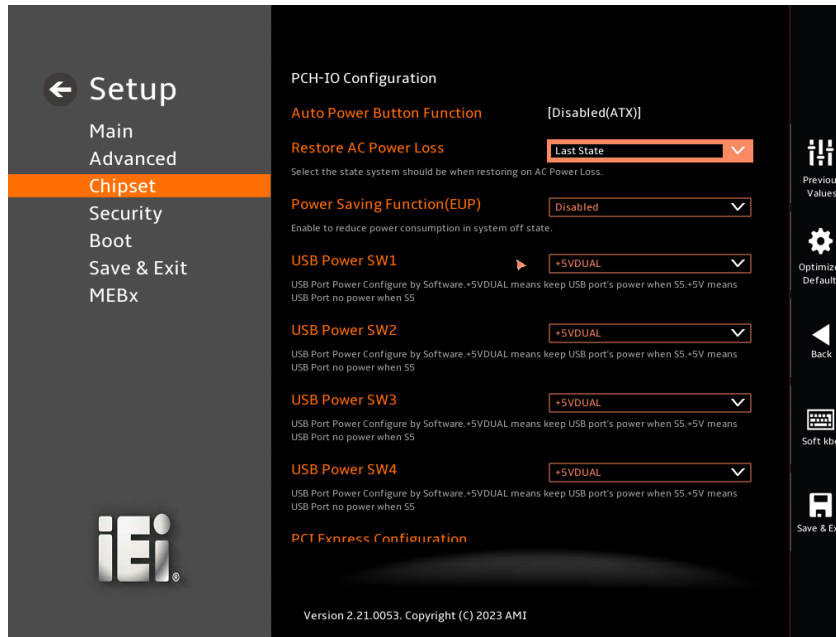 Setup
Main
Advanced
Chipset
Security
Boot
Save & Exit
MEBx
iEi
®
PCH-IO Configuration
Auto Power Button Function [Disabled(ATX)]
Restore AC Power Loss Last State
Select the state system should be when restoring on AC Power Loss.
Power Saving Function(EUP) Disabled
Enable to reduce power consumption in system off state.
USB Power SW1 +5VDUAL
USB Port Power Configure by Software.+5VDUAL means keep USB port's power when S5.+5V means
USB Port no power when S5
USB Power SW2 +5VDUAL
USB Port Power Configure by Software.+5VDUAL means keep USB port's power when S5.+5V means
USB Port no power when S5
USB Power SW3 +5VDUAL
USB Port Power Configure by Software.+5VDUAL means keep USB port's power when S5.+5V means
USB Port no power when S5
USB Power SW4 +5VDUAL
USB Port Power Configure by Software.+5VDUAL means keep USB port's power when S5.+5V means
USB Port no power when S5
PCI Express Configuration
Version 2.21.0053. Copyright (C) 2023 AMI
Previou
Values
Optimize
Default
Back
Soft kb
Save & Ex